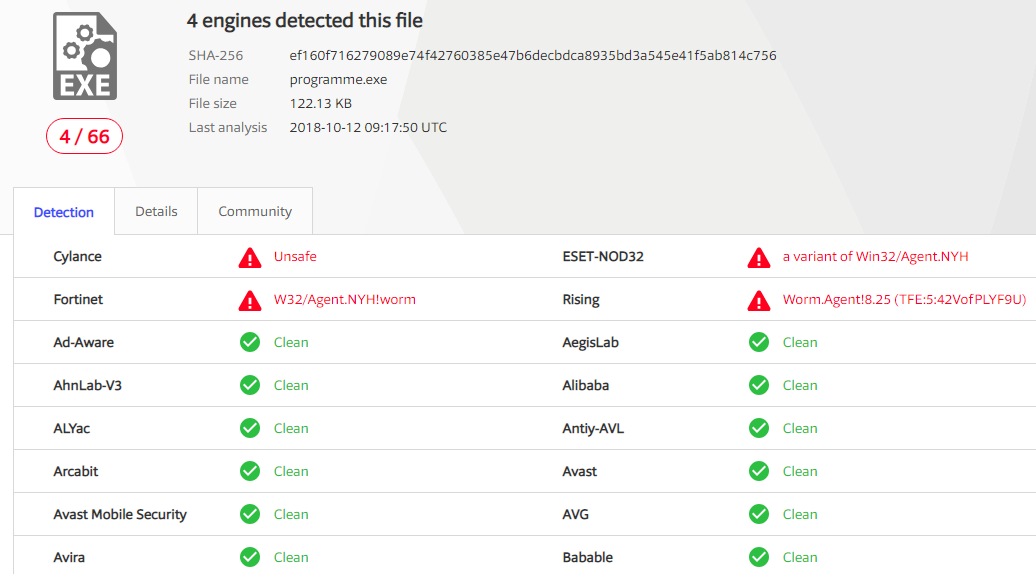 4 engines detected this file
SHA-256 ef160f716279089e74f42760385e47b6decbdca8935bd3a545e41f5ab814c756
File name programme.exe
File size 122.13 KB
Last analysis 2018-10-12 09:17:50 UTC
EXE
4 / 66
Detection Details Community
Cylance Unsafe ESET-NOD32 a variant of Win32/Agent.NYH
Fortinet W32/Agent.NYH!worm Rising Worm.Agent!8.25 (TFE:5:42VofPLYF9U)
Ad-Aware Clean AegisLab Clean
AhnLab-V3 Clean Alibaba Clean
ALYac Clean Antiy-AVL Clean
Arcabit Clean Avast Clean
Avast Mobile Security Clean AVG Clean
Avira Clean Babable Clean